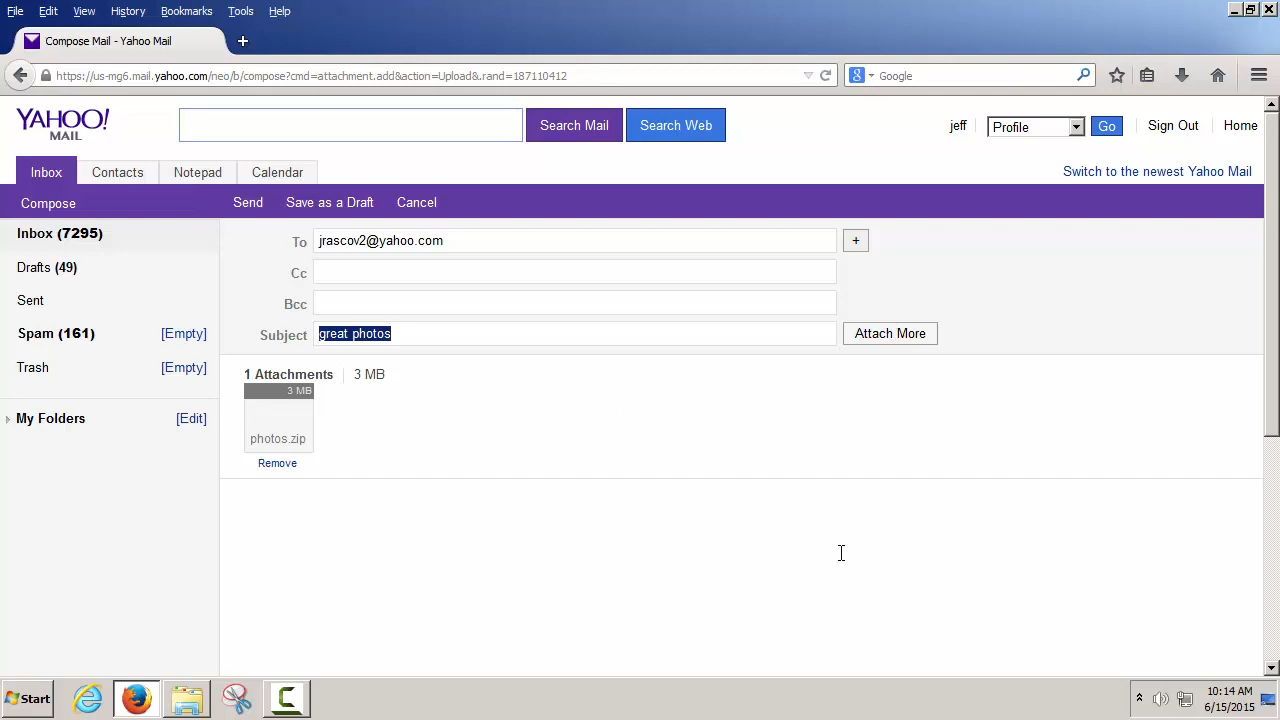 File Edit View History Bookmarks Tools Help
Compose Mail - Yahoo Mail
https://us-mg6.mail.yahoo.com/neo/b/compose?cmd=attachment.add&action=Upload&.rand=187110412
Google
YAHOO!
MAIL
Search Mail
Search Web
jeff
Profile
Go
Sign Out
Home
Inbox
Contacts
Notepad
Calendar
Switch to the newest Yahoo Mail
Compose
Send
Save as a Draft
Cancel
Inbox (7295)
Drafts (49)
Sent
Spam (161) [Empty]
Trash [Empty]
My Folders [Edit]
To jrascov2@yahoo.com +
Cc
Bcc
Subject great photos
Attach More
1 Attachments 3 MB
3 MB
photos.zip
Remove
Start
10:14 AM
6/15/2015